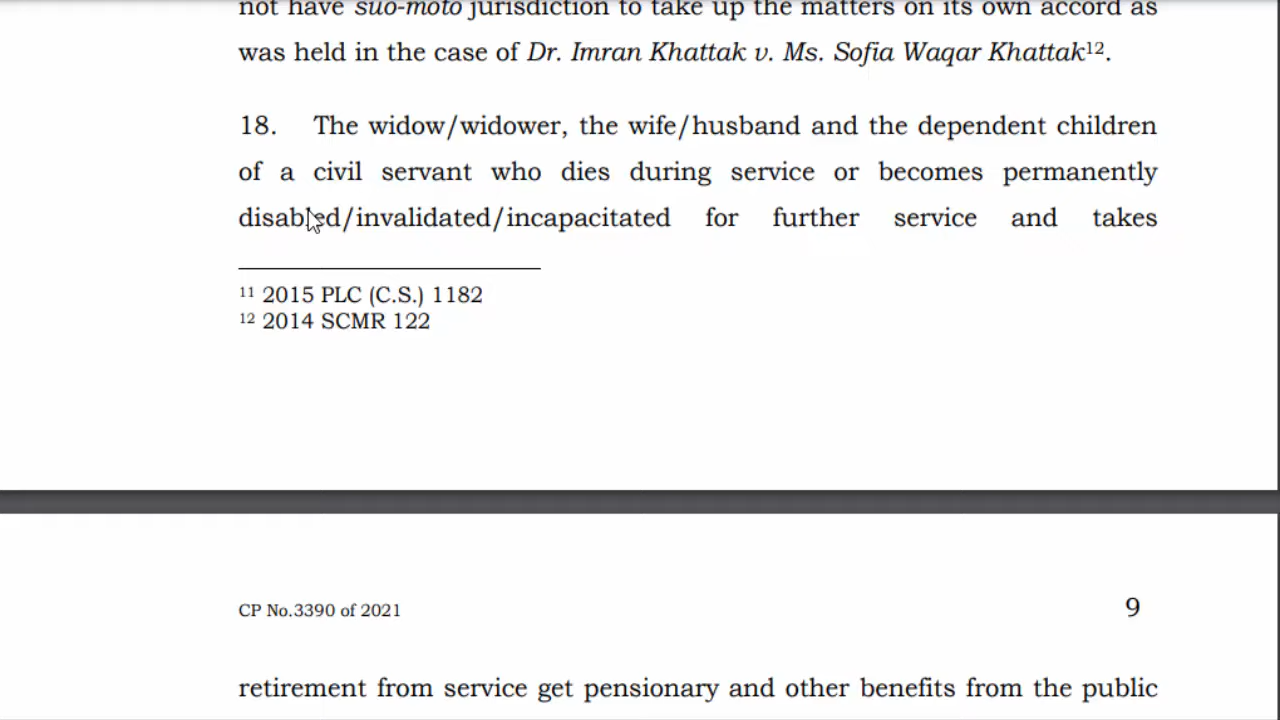 not have suo-moto jurisdiction to take up the matters on its own accord as
was held in the case of Dr. Imran Khattak v. Ms. Sofia Waqar Khattak¹².
18. The widow/widower, the wife/husband and the dependent children
of a civil servant who dies during service or becomes permanently
disabled/invalidated/incapacitated for further service and takes
¹¹ 2015 PLC (C.S.) 1182
¹² 2014 SCMR 122
CP No.3390 of 2021 9
retirement from service get pensionary and other benefits from the public